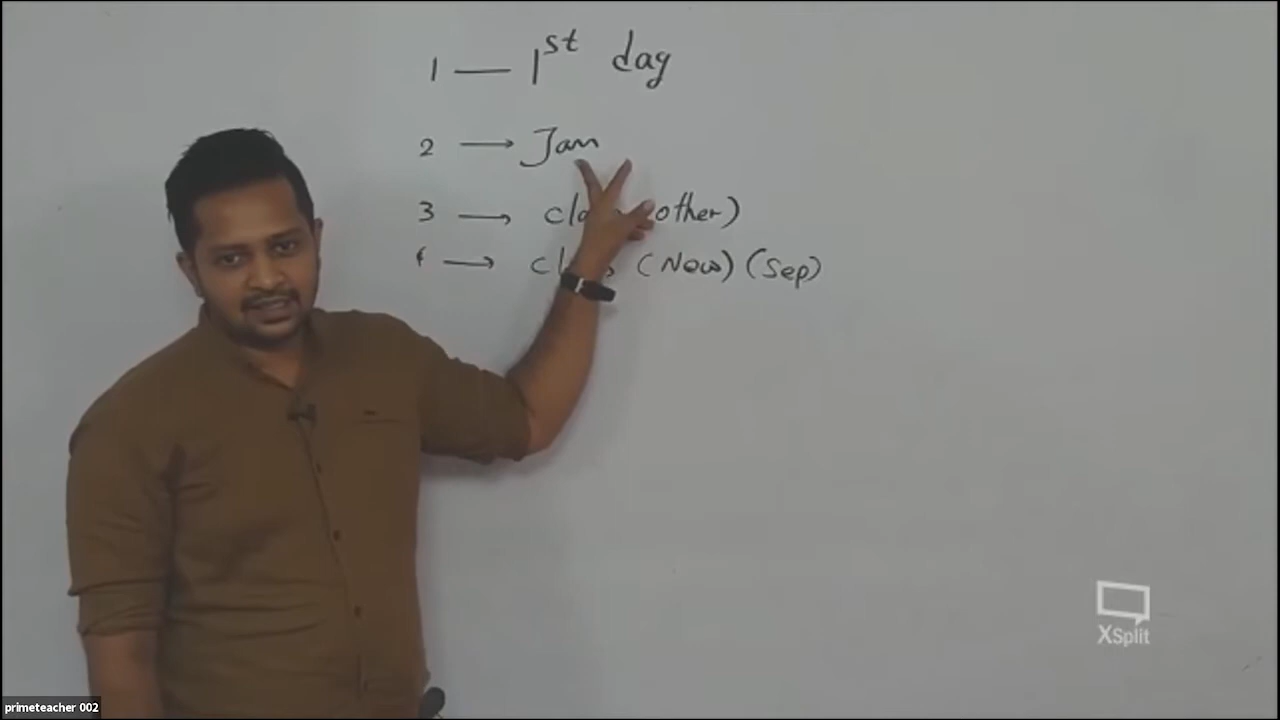 1 — 1st day
2 → Jan
3 → other)
→ (New) (Sep)
XSplit
primeteacher 002